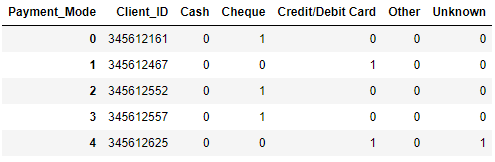 Payment_Mode Client_ID Cash Cheque Credit/Debit Card Other Unknown
0 345612161 0 1 0 0 0
1 345612467 0 0 1 0 0
2 345612552 0 1 0 0 0
3 345612557 0 1 0 0 0
4 345612625 0 0 1 0 1